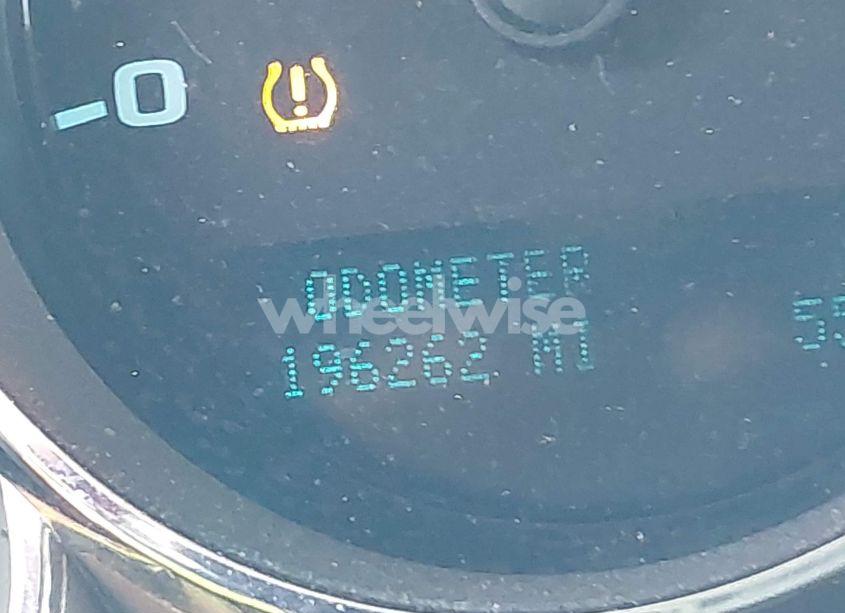 0
ODOMETER
wheelwise
196262 MI